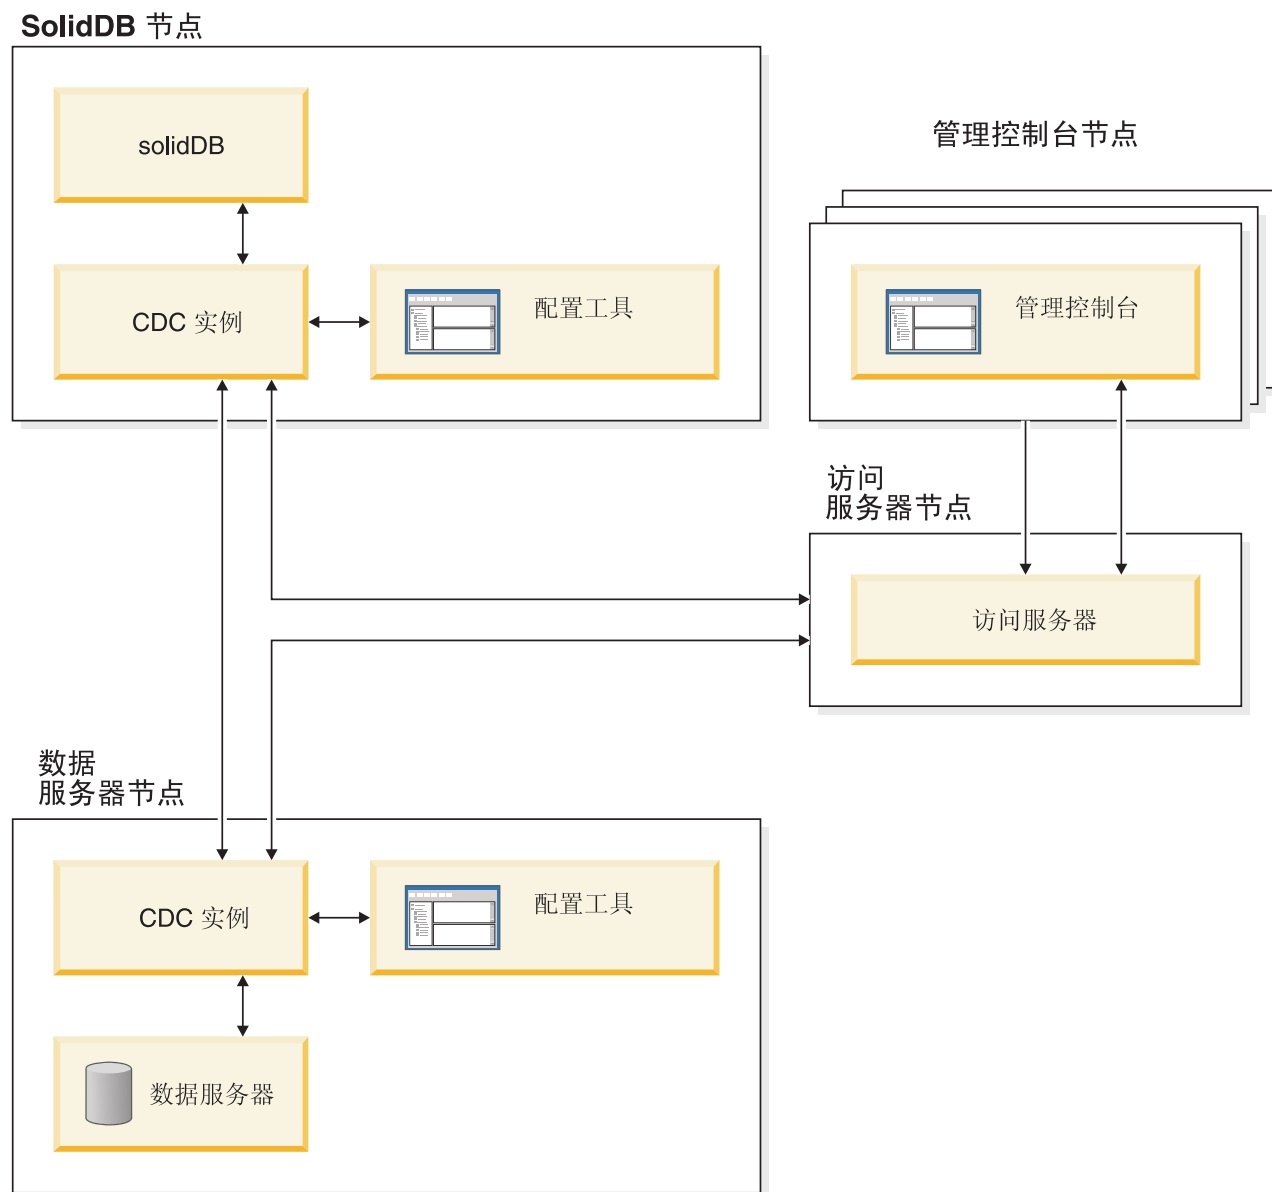 SolidDB 节点
solidDB
CDC 实例
配置工具
管理控制台节点
管理控制台
访问
服务器节点
访问服务器
数据
服务器节点
CDC 实例
配置工具
数据服务器